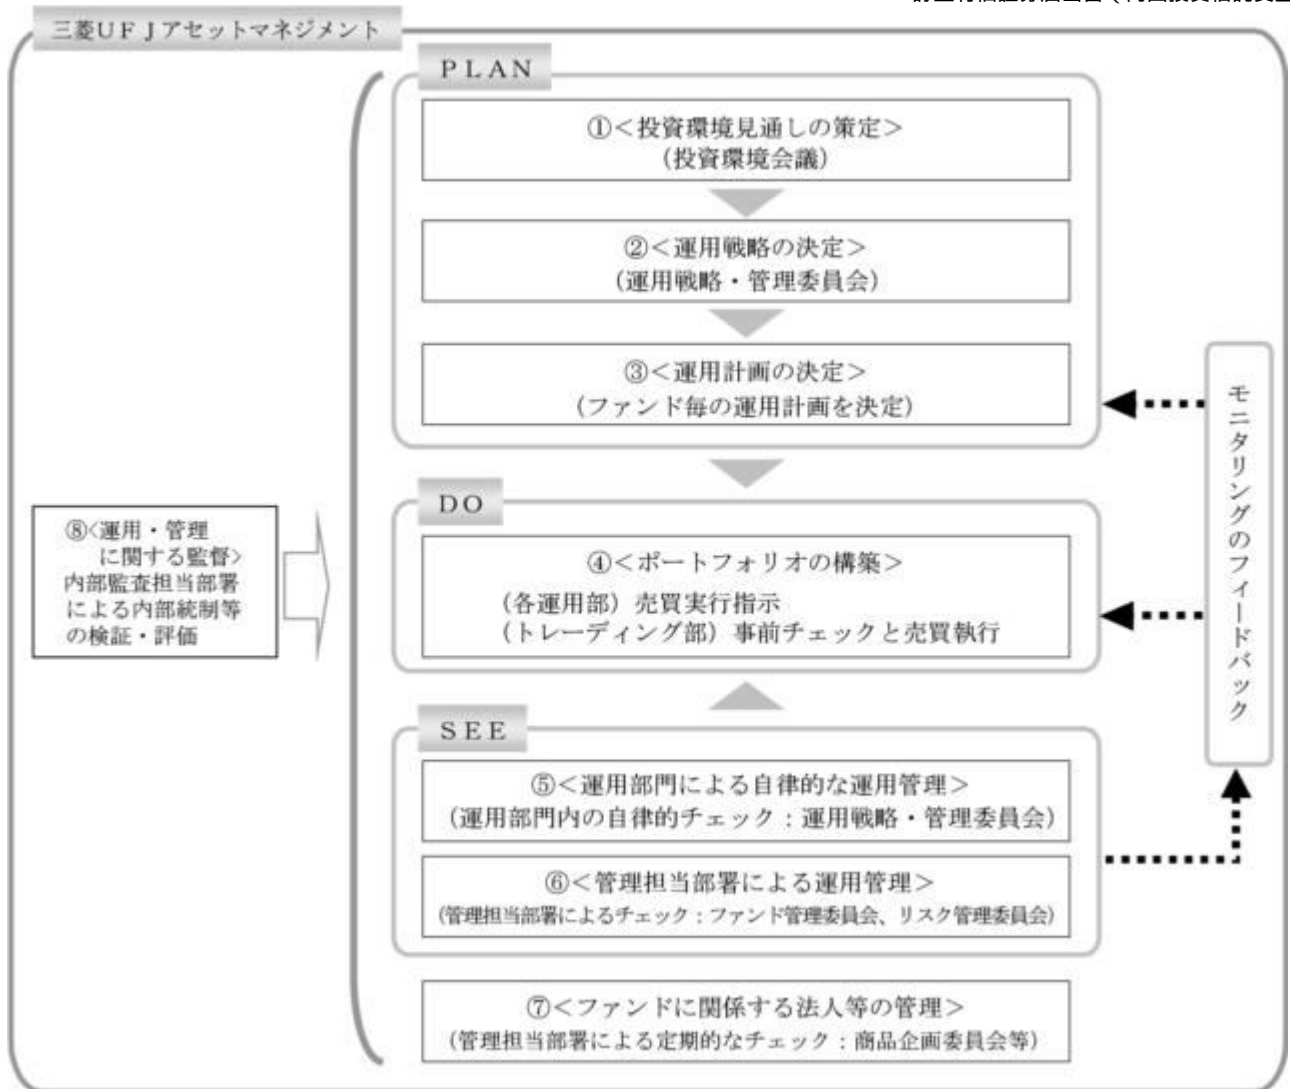 三菱ＵＦＪアセットマネジメント
ＰＬＡＮ
①＜投資環境見通しの策定＞
（投資環境会議）
②＜運用戦略の決定＞
（運用戦略・管理委員会）
③＜運用計画の決定＞
（ファンド毎の運用計画を決定）
ＤＯ
④＜ポートフォリオの構築＞
（各運用部）売買実行指示
（トレーディング部）事前チェックと売買執行
ＳＥＥ
⑤＜運用部門による自律的な運用管理＞
（運用部門内の自律的チェック：運用戦略・管理委員会）
⑥＜管理担当部署による運用管理＞
（管理担当部署によるチェック：ファンド管理委員会、リスク管理委員会）
⑦＜ファンドに関係する法人等の管理＞
（管理担当部署による定期的なチェック：商品企画委員会等）
⑧＜運用・管理
に関する監督＞
内部監査担当部署
による内部統制等
の検証・評価
モニタリングのフィードバック